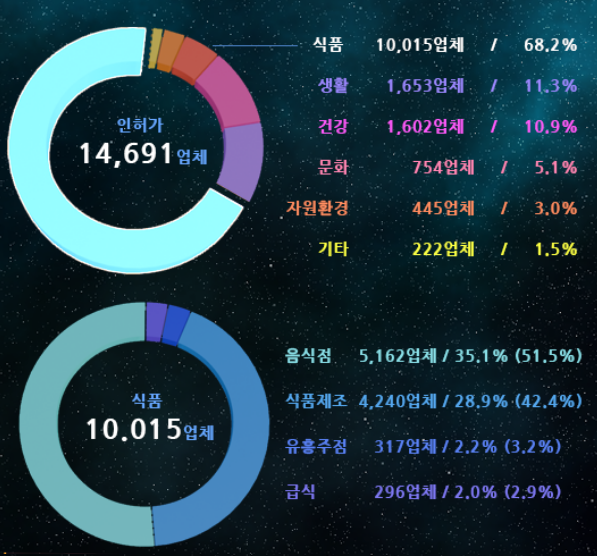 인허가
14,691업체
식품 10,015업체 / 68.2%
생활 1,653업체 / 11.3%
건강 1,602업체 / 10.9%
문화 754업체 / 5.1%
자원환경 445업체 / 3.0%
기타 222업체 / 1.5%
식품
10.015업체
음식점 5,162업체 / 35.1% (51.5%)
식품제조 4,240업체 / 28.9% (42.4%)
유흥주점 317업체 / 2.2% (3.2%)
급식 296업체 / 2.0% (2.9%)